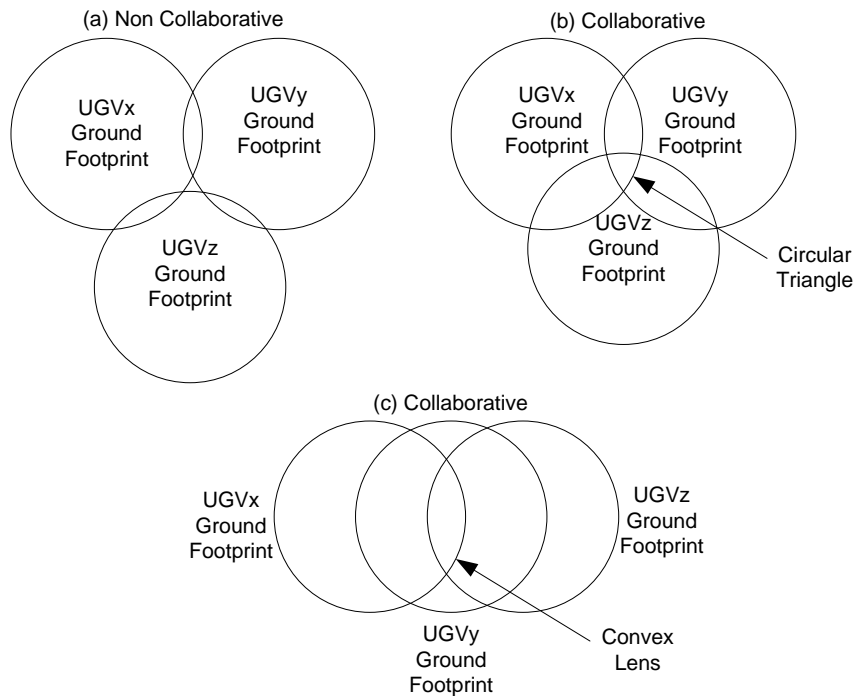 (a) Non Collaborative
UGVx
Ground
Footprint
UGVy
Ground
Footprint
UGVz
Ground
Footprint
(b) Collaborative
UGVx
Ground
Footprint
UGVy
Ground
Footprint
UGVz
Ground
Footprint
Circular
Triangle
(c) Collaborative
UGVx
Ground
Footprint
UGVz
Ground
Footprint
UGVy
Ground
Footprint
Convex
Lens